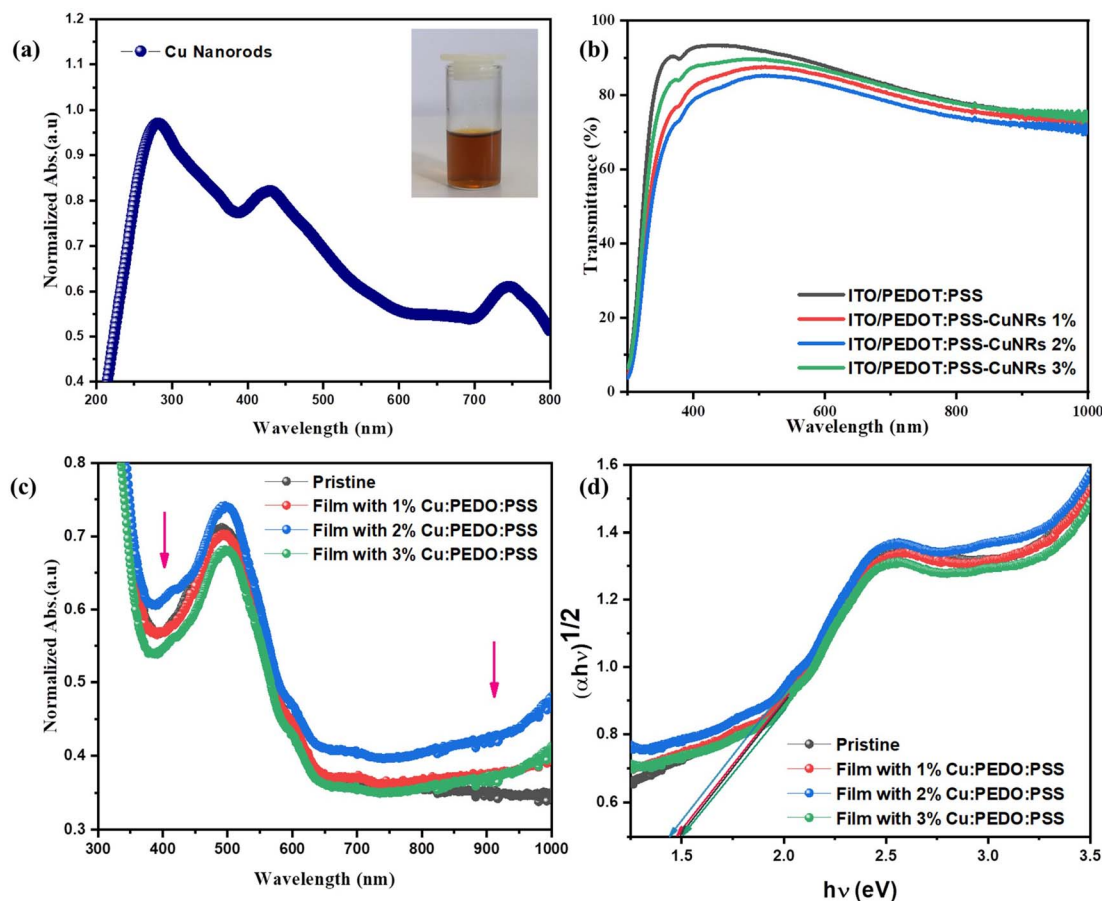 (a)
1.2
1.1
1.0
0.9
0.8
0.7
0.6
0.5
0.4
Normalized Abs.(a.u)
Cu Nanorods
200 300 400 500 600 700 800
Wavelength (nm)
(b)
100
80
60
40
20
0
Transmittance (%)
ITO/PEDOT:PSS
ITO/PEDOT:PSS-CuNRs 1%
ITO/PEDOT:PSS-CuNRs 2%
ITO/PEDOT:PSS-CuNRs 3%
400 600 800 1000
Wavelength (nm)
(c)
0.8
0.7
0.6
0.5
0.4
0.3
Normalized Abs.(a.u)
Pristine
Film with 1% Cu:PEDO:PSS
Film with 2% Cu:PEDO:PSS
Film with 3% Cu:PEDO:PSS
300 400 500 600 700 800 900 1000
Wavelength (nm)
(d)
1.6
1.4
1.2
1.0
0.8
0.6
(αhν)1/2
Pristine
Film with 1% Cu:PEDO:PSS
Film with 2% Cu:PEDO:PSS
Film with 3% Cu:PEDO:PSS
1.5 2.0 2.5 3.0 3.5
hν (eV)